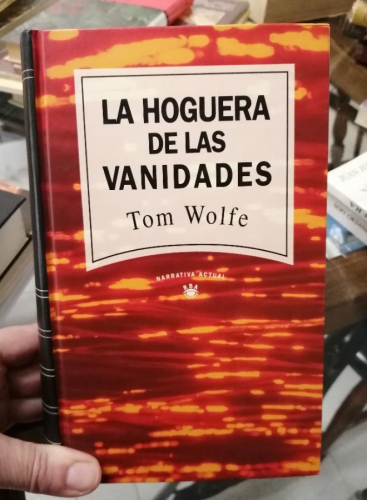 LA HOGUERA
DE LAS
VANIDADES
Tom Wolfe
NARRATIVA ACTUAL
RBA